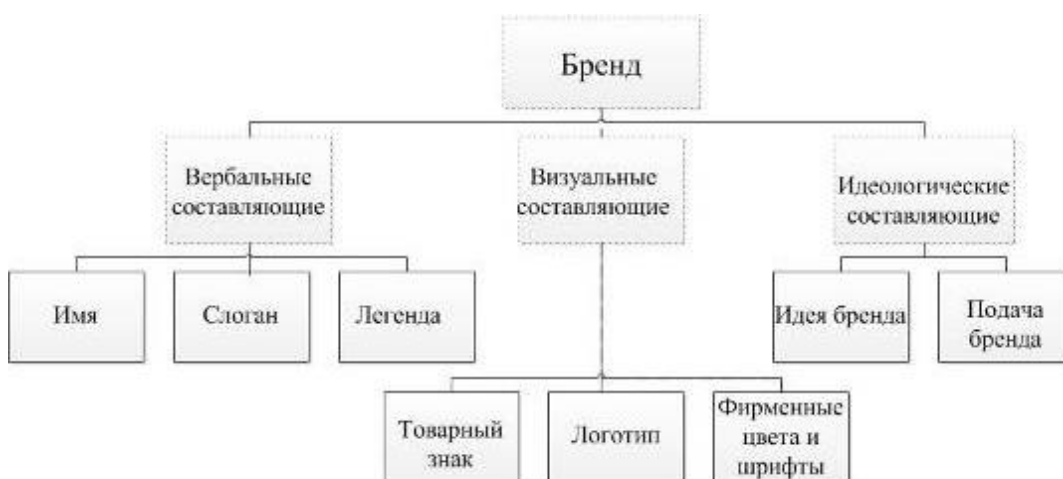 Бренд
Вербальные
составляющие
Визуальные
составляющие
Идеологические
составляющие
Имя
Слоган
Легенда
Идея бренда
Подача
бренда
Товарный
знак
Логотип
Фирменные
цвета и
шрифты